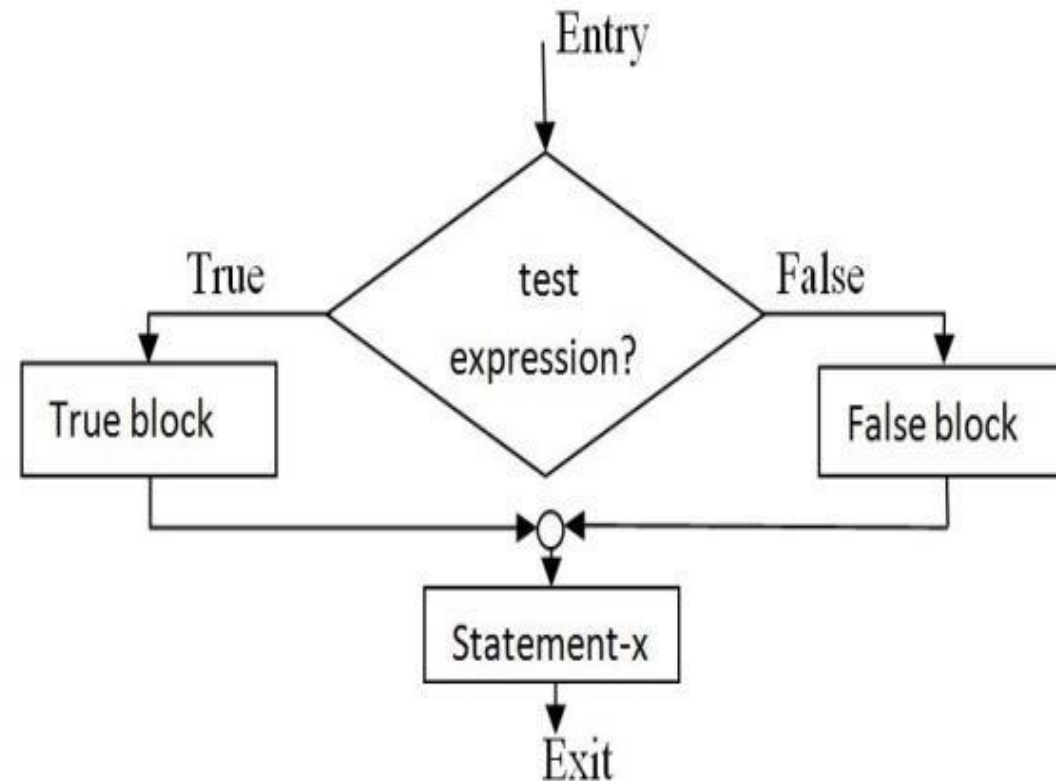 Entry
True
False
test
expression?
True block
False block
Statement-x
Exit